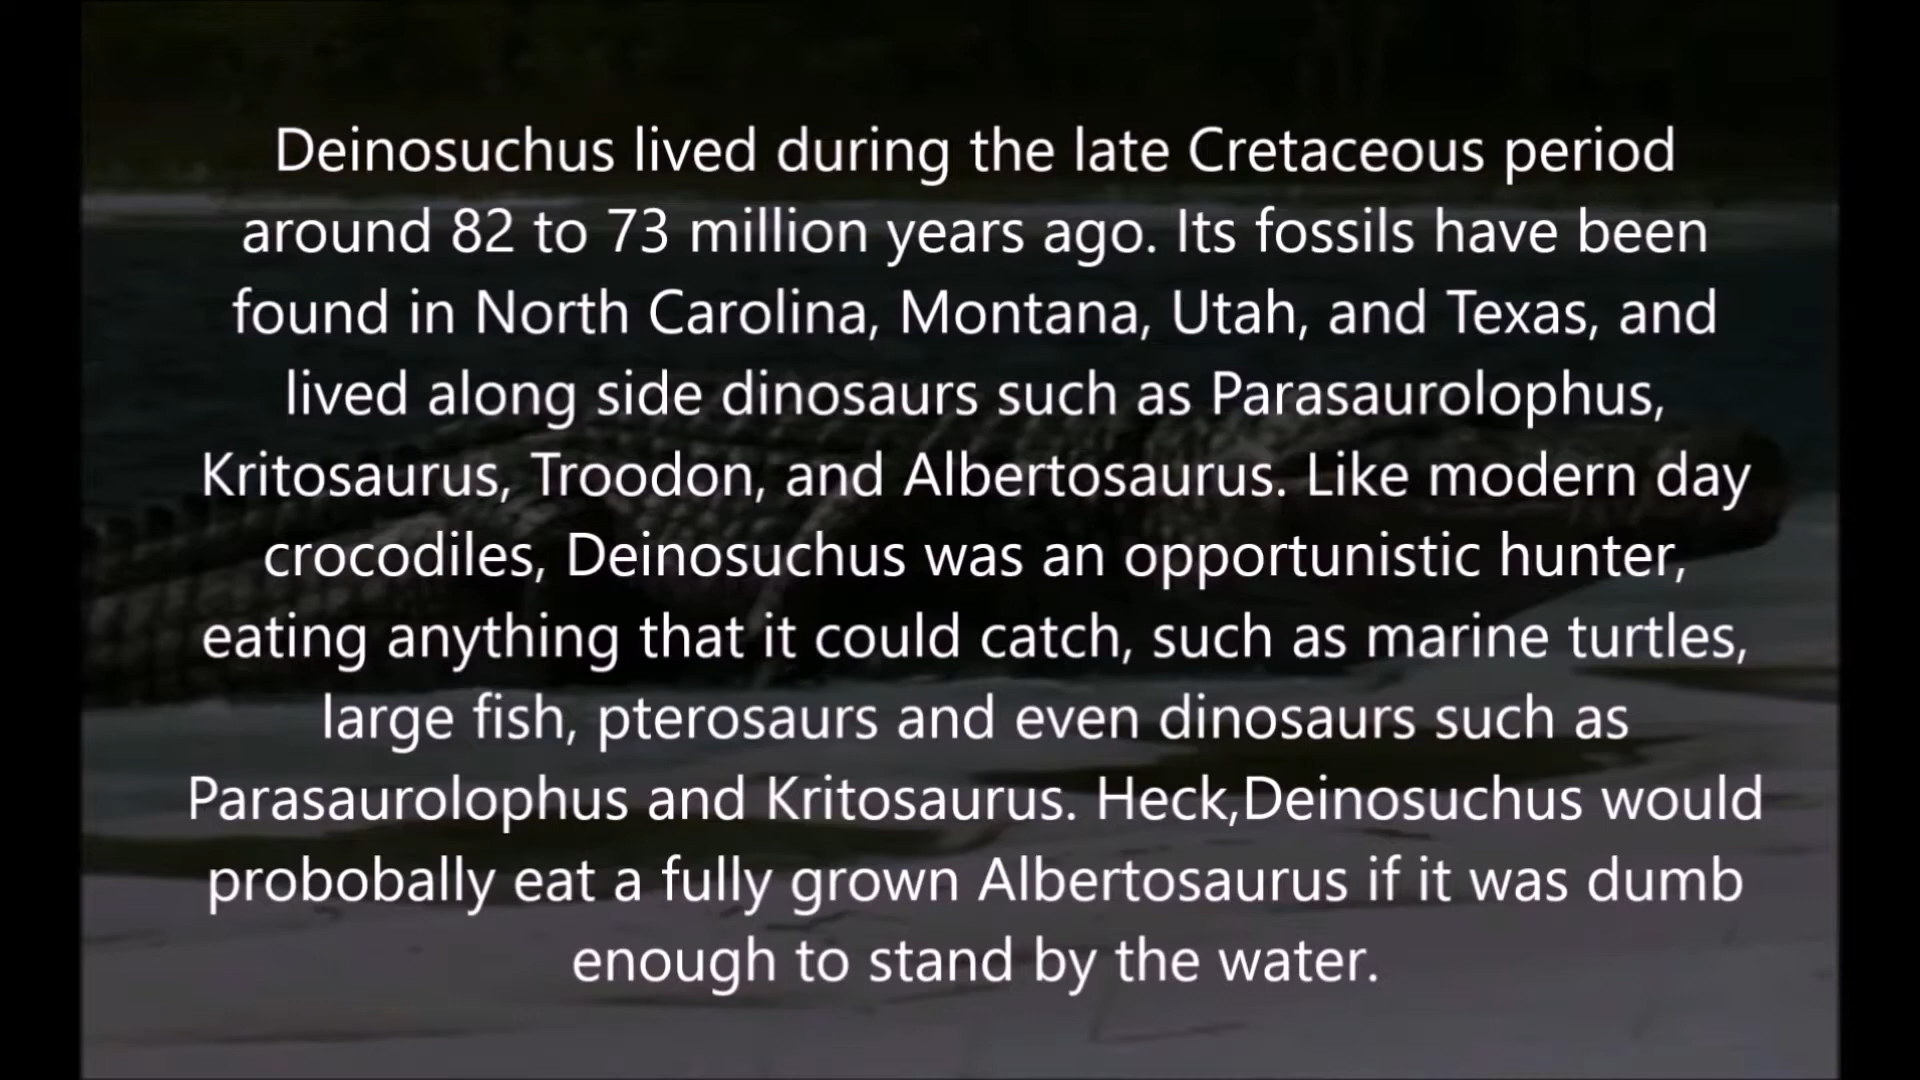 Deinosuchus lived during the late Cretaceous period
around 82 to 73 million years ago. Its fossils have been
found in North Carolina, Montana, Utah, and Texas, and
lived along side dinosaurs such as Parasaurolophus,
Kritosaurus, Troodon, and Albertosaurus. Like modern day
crocodiles, Deinosuchus was an opportunistic hunter,
eating anything that it could catch, such as marine turtles,
large fish, pterosaurs and even dinosaurs such as
Parasaurolophus and Kritosaurus. Heck,Deinosuchus would
probobally eat a fully grown Albertosaurus if it was dumb
enough to stand by the water.